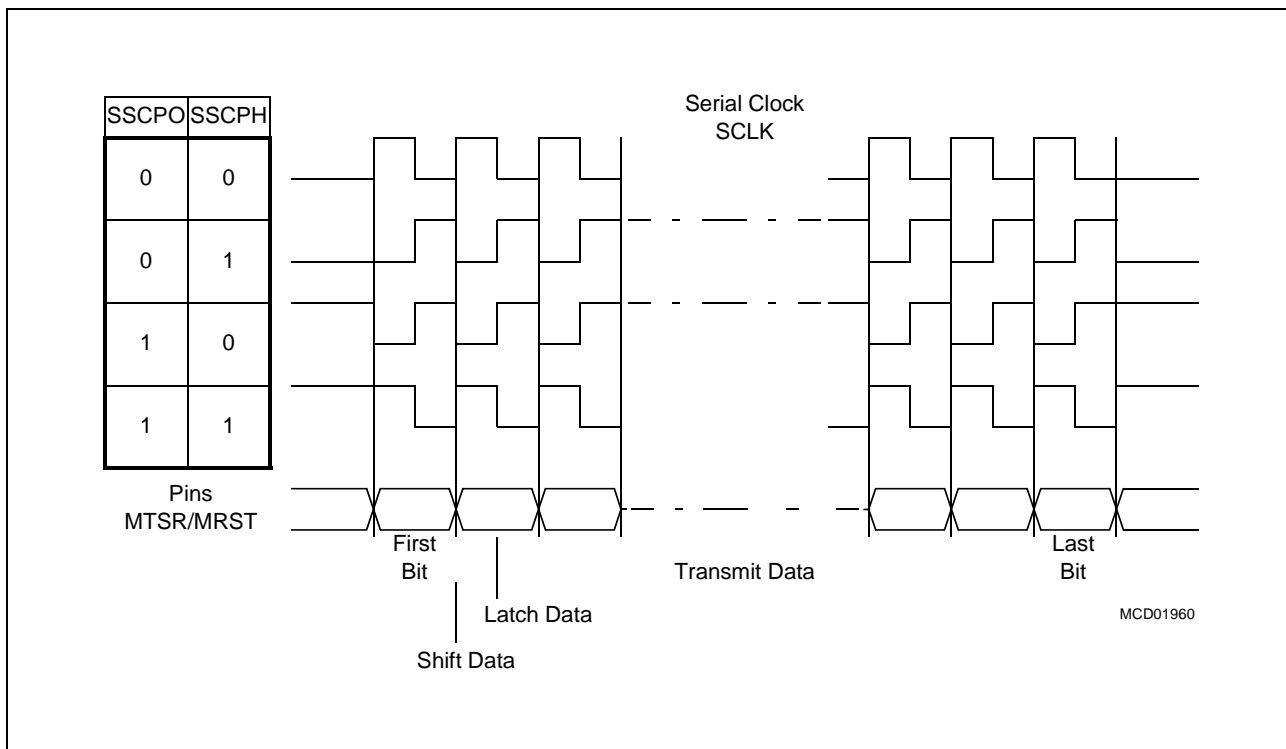 SSCPO SSCPH
Serial Clock
SCLK
0 0
0 1
1 0
1 1
Pins
MTSR/MRST
First
Bit
Last
Bit
Transmit Data
Latch Data
MCD01960
Shift Data